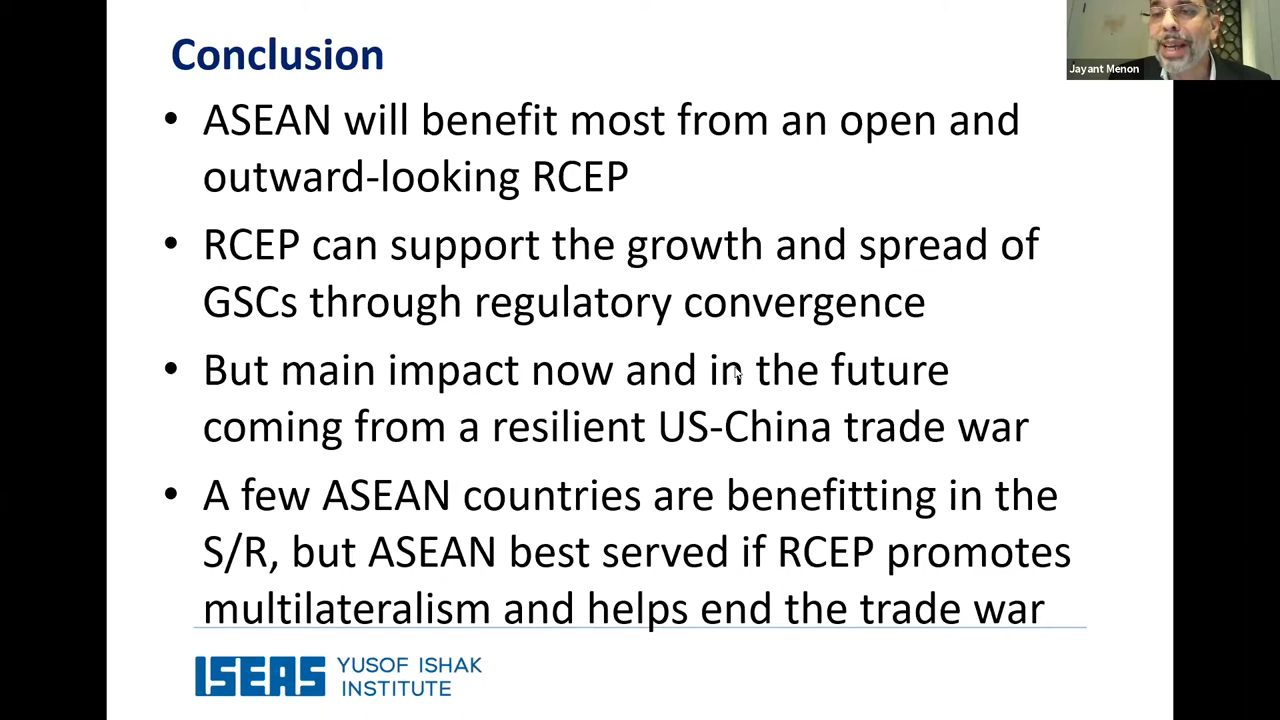 Conclusion
Jayant Menon
• ASEAN will benefit most from an open and
outward-looking RCEP
• RCEP can support the growth and spread of
GSCs through regulatory convergence
• But main impact now and in the future
coming from a resilient US-China trade war
• A few ASEAN countries are benefitting in the
S/R, but ASEAN best served if RCEP promotes
multilateralism and helps end the trade war
ISEAS YUSOF ISHAK
INSTITUTE